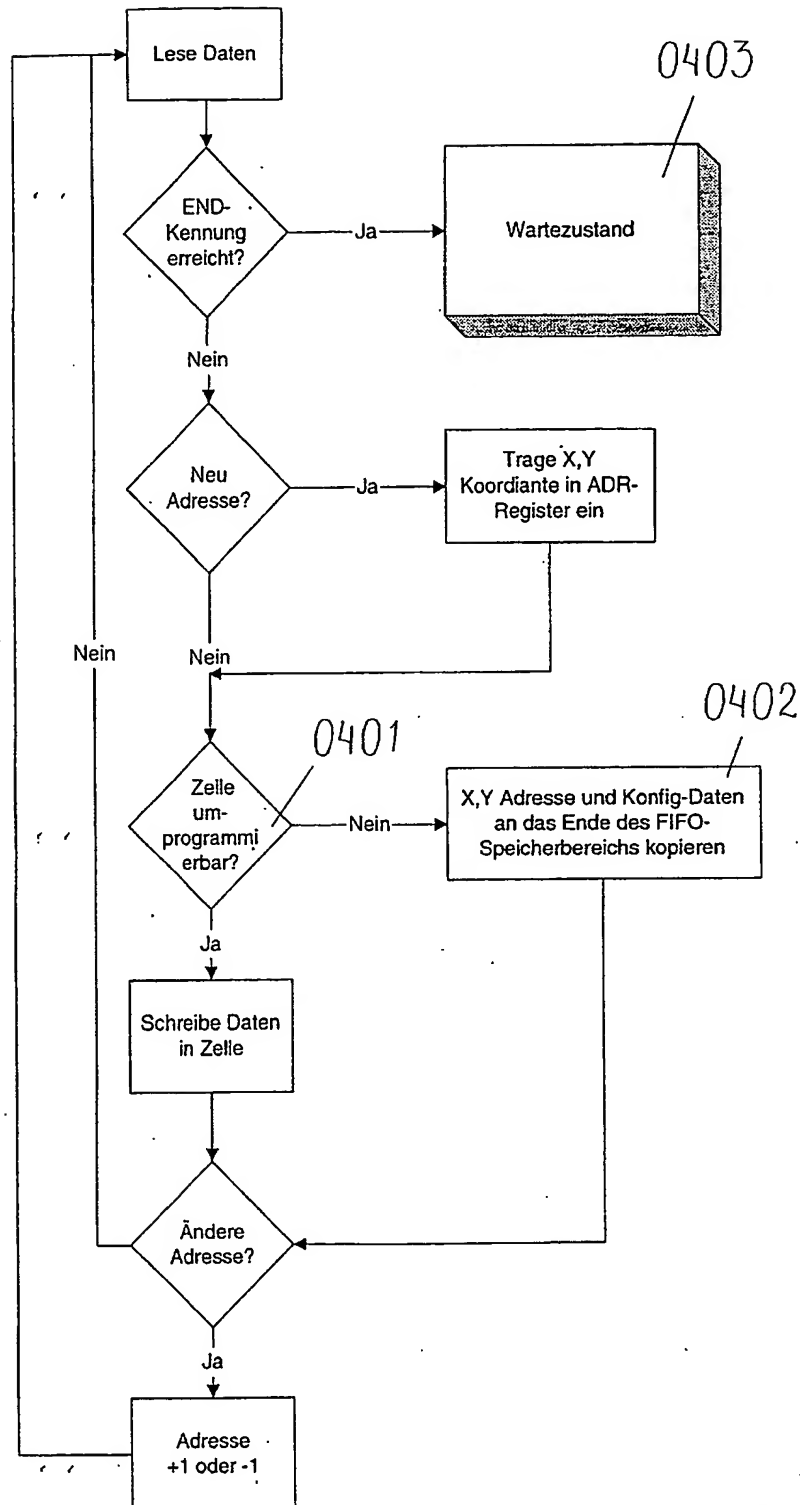 Lese Daten
0403
END-
Kennung
erreicht?
Ja
Wartezustand
Nein
Neu
Adresse?
Ja
Trage X,Y
Koordiante in ADR-
Register ein
Nein
Nein
0401
0402
Zelle
um-
programmi
erbar?
Nein
X,Y Adresse und Konfig-Daten
an das Ende des FIFO-
Speicherbereichs kopieren
Ja
Schreibe Daten
in Zelle
Ändere
Adresse?
Ja
Adresse
+1 oder -1